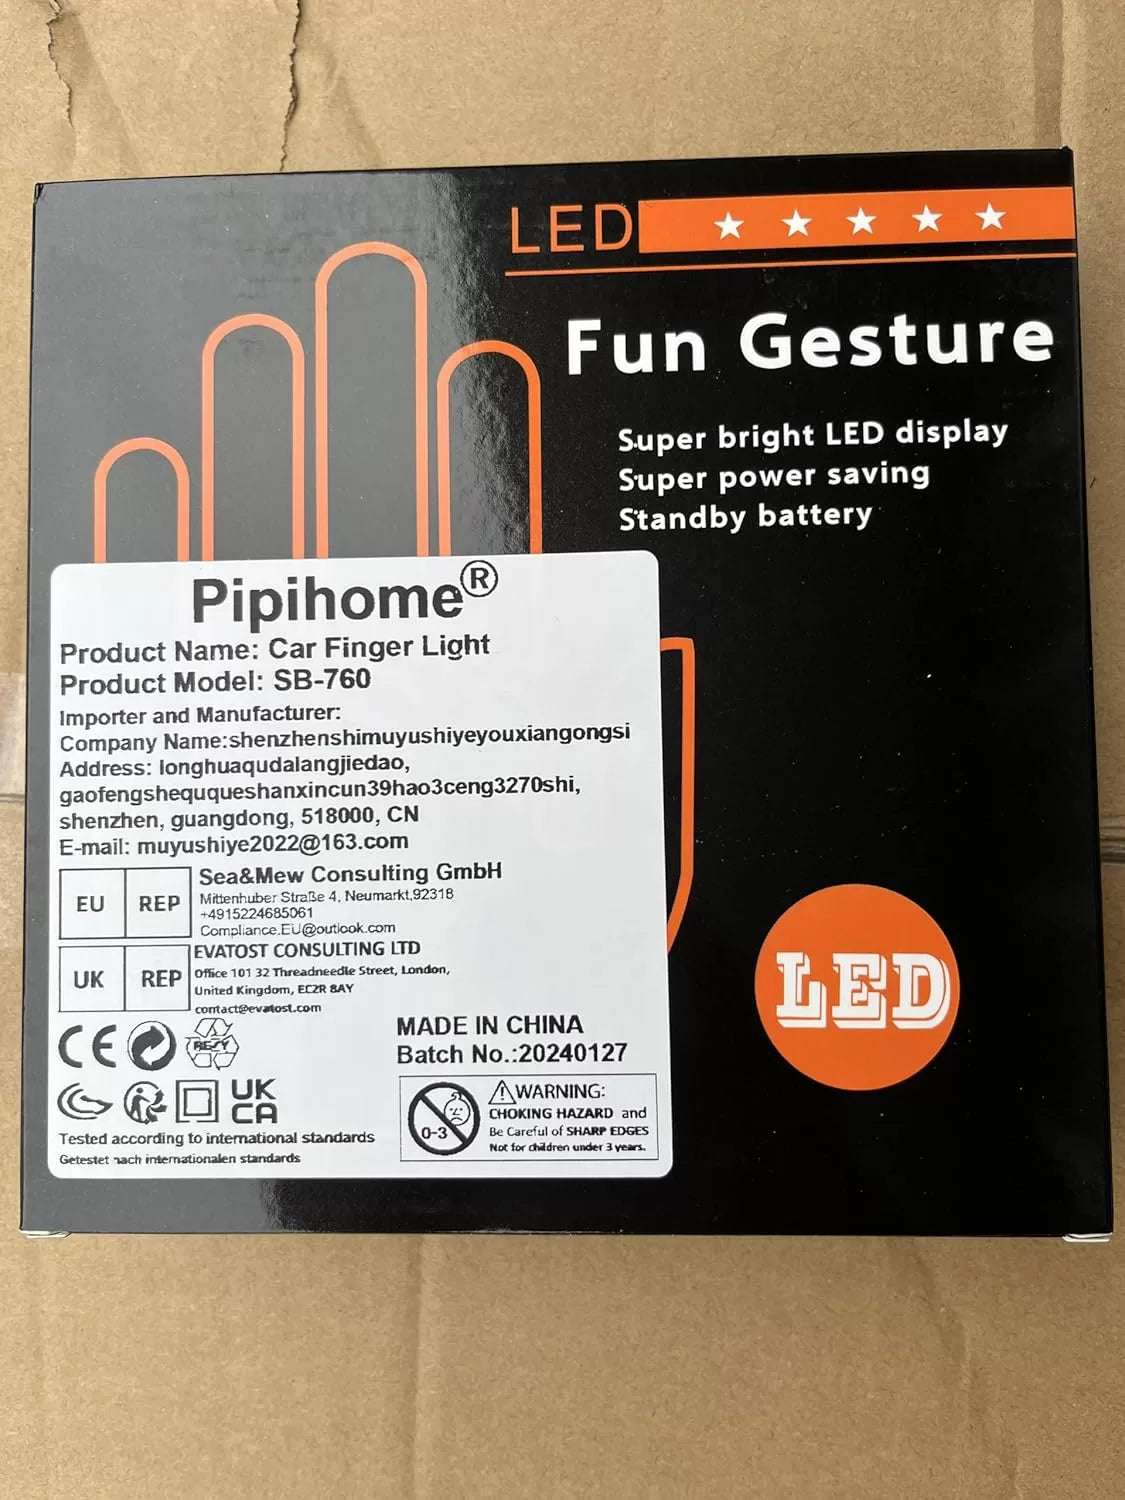 LED
Fun Gesture
Super bright LED display
Super power saving
Standby battery
Pipihome®
Product Name: Car Finger Light
Product Model: SB-760
Importer and Manufacturer:
Company Name:shenzhenshimuyushiyeyouxiangongsi
Address: longhuaqudalangjiedao,
gaofengsheququeshanxincun39hao3ceng3270shi,
shenzhen, guangdong, 518000, CN
E-mail: muyushiye2022@163.com
EU REP
Sea&Mew Consulting GmbH
Mittenhuber Straße 4, Neumarkt,92318
+4915224685061
Compliance.EU@outlook.com
UK REP
EVATOST CONSULTING LTD
Office 101 32 Threadneedle Street, London,
United Kingdom, EC2R 8AY
contact@evatost.com
CE
RESY
UK
CA
MADE IN CHINA
Batch No.:20240127
Tested according to international standards
Getestet nach internationalen standards
0-3
WARNING:
CHOKING HAZARD and
Be Careful of SHARP EDGES
Not for children under 3 years.
LED